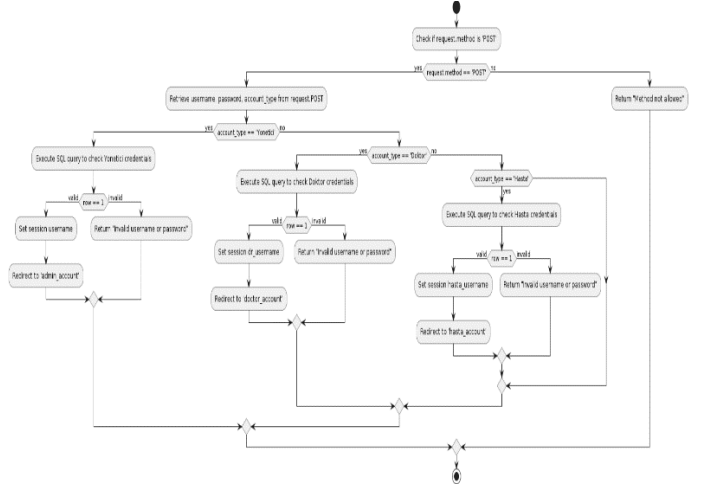 Check if request.method is 'POST'
yes
request.method == 'POST'
no
Retrieve username, password, account_type from request.POST
Return "Method not allowed"
yes
account_type == 'Yonetici'
no
Execute SQL query to check Yonetici credentials
yes
account_type == 'Doktor'
no
valid
row == 1
invalid
Execute SQL query to check Doktor credentials
account_type == 'Hasta'
yes
Set session username
Return "Invalid username or password"
valid
row == 1
invalid
Execute SQL query to check Hasta credentials
Redirect to 'admin_account'
Set session dr_username
Return "Invalid username or password"
valid
row == 1
invalid
Redirect to 'doctor_account'
Set session hasta_username
Return "Invalid username or password"
Redirect to 'hasta_account'